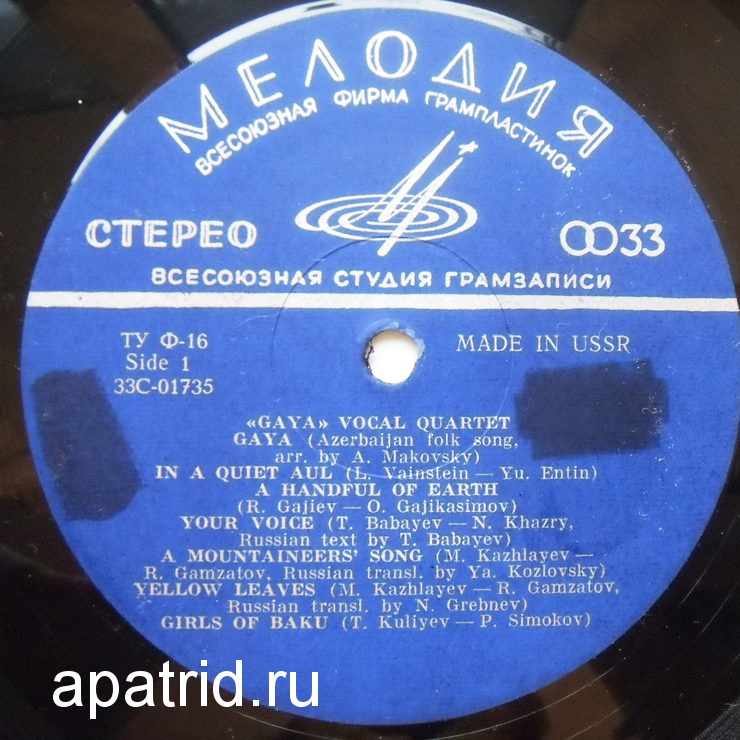 МЕЛОДИЯ
ВСЕСОЮЗНАЯ ФИРМА ГРАМПЛАСТИНОК
СТЕРЕО
33
ВСЕСОЮЗНАЯ СТУДИЯ ГРАМЗАПИСИ
ТУ Ф-16
MADE IN USSR
Side 1
33С-01735
«GAYA» VOCAL QUARTET
GAYA (Azerbaijan folk song,
arr. by A. Makovsky)
IN A QUIET AUL (L. Vainstein — Yu. Entin)
A HANDFUL OF EARTH
(R. Gajiev — O. Gajikasimov)
YOUR VOICE (T. Babayev — N. Khazry,
Russian text by T. Babayev)
A MOUNTAINEERS' SONG (M. Kazhlayev —
R. Gamzatov, Russian transl. by Ya. Kozlovsky)
YELLOW LEAVES (M. Kazhlayev — R. Gamzatov,
Russian transl. by N. Grebnev)
GIRLS OF BAKU (T. Kuliyev — P. Simokov)
apatrid.ru